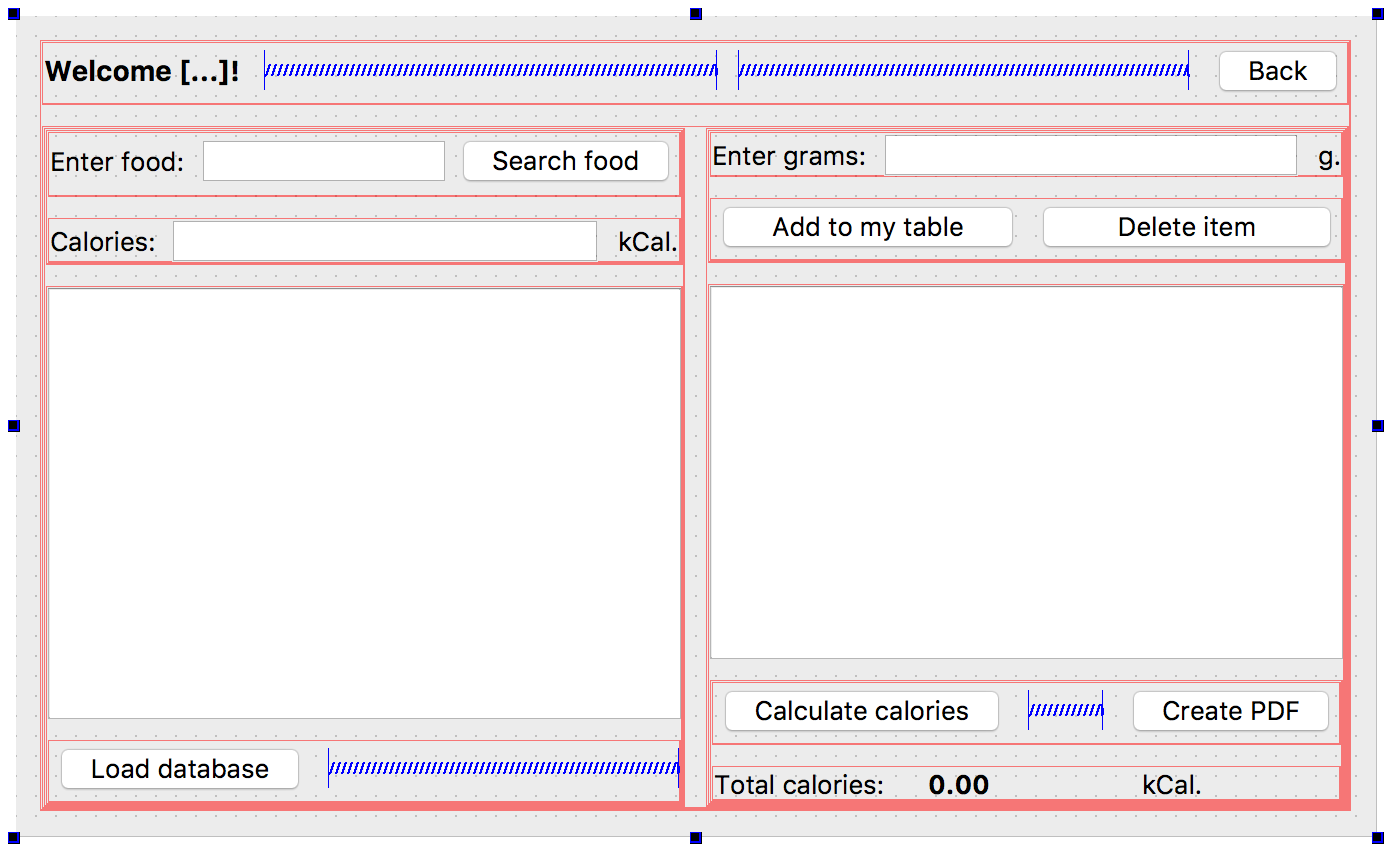 Welcome [...]! Back
Enter food: Search food
Calories: kCal.
Load database
Enter grams: g.
Add to my table Delete item
Calculate calories Create PDF
Total calories: 0.00 kCal.